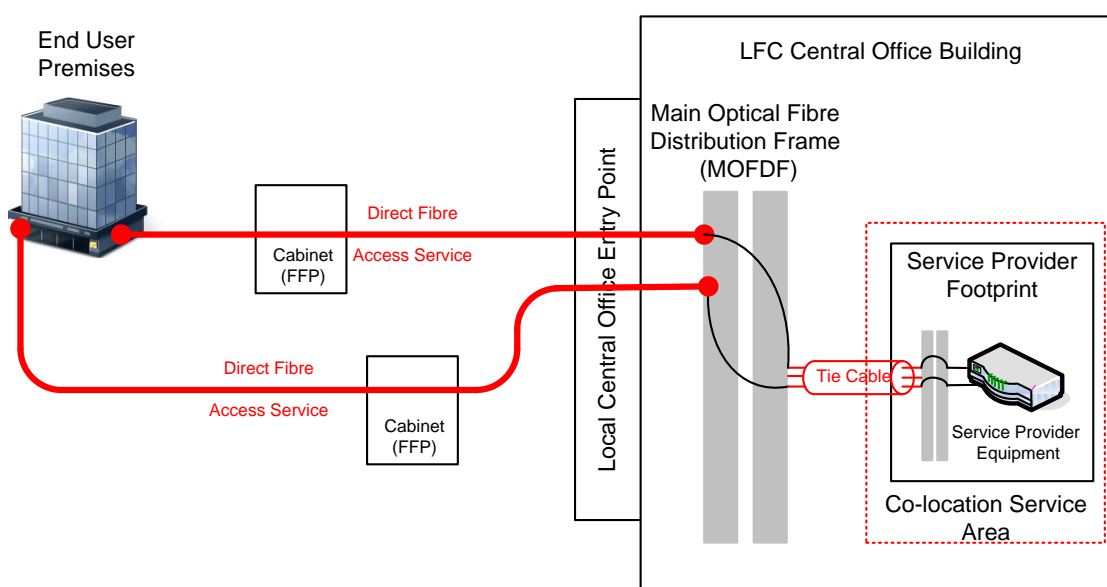 End User
Premises
LFC Central Office Building
Main Optical Fibre
Distribution Frame
(MOFDF)
Local Central Office Entry Point
Direct Fibre
Access Service
Cabinet
(FFP)
Direct Fibre
Access Service
Cabinet
(FFP)
Tie Cable
Service Provider
Footprint
Service Provider
Equipment
Co-location Service
Area